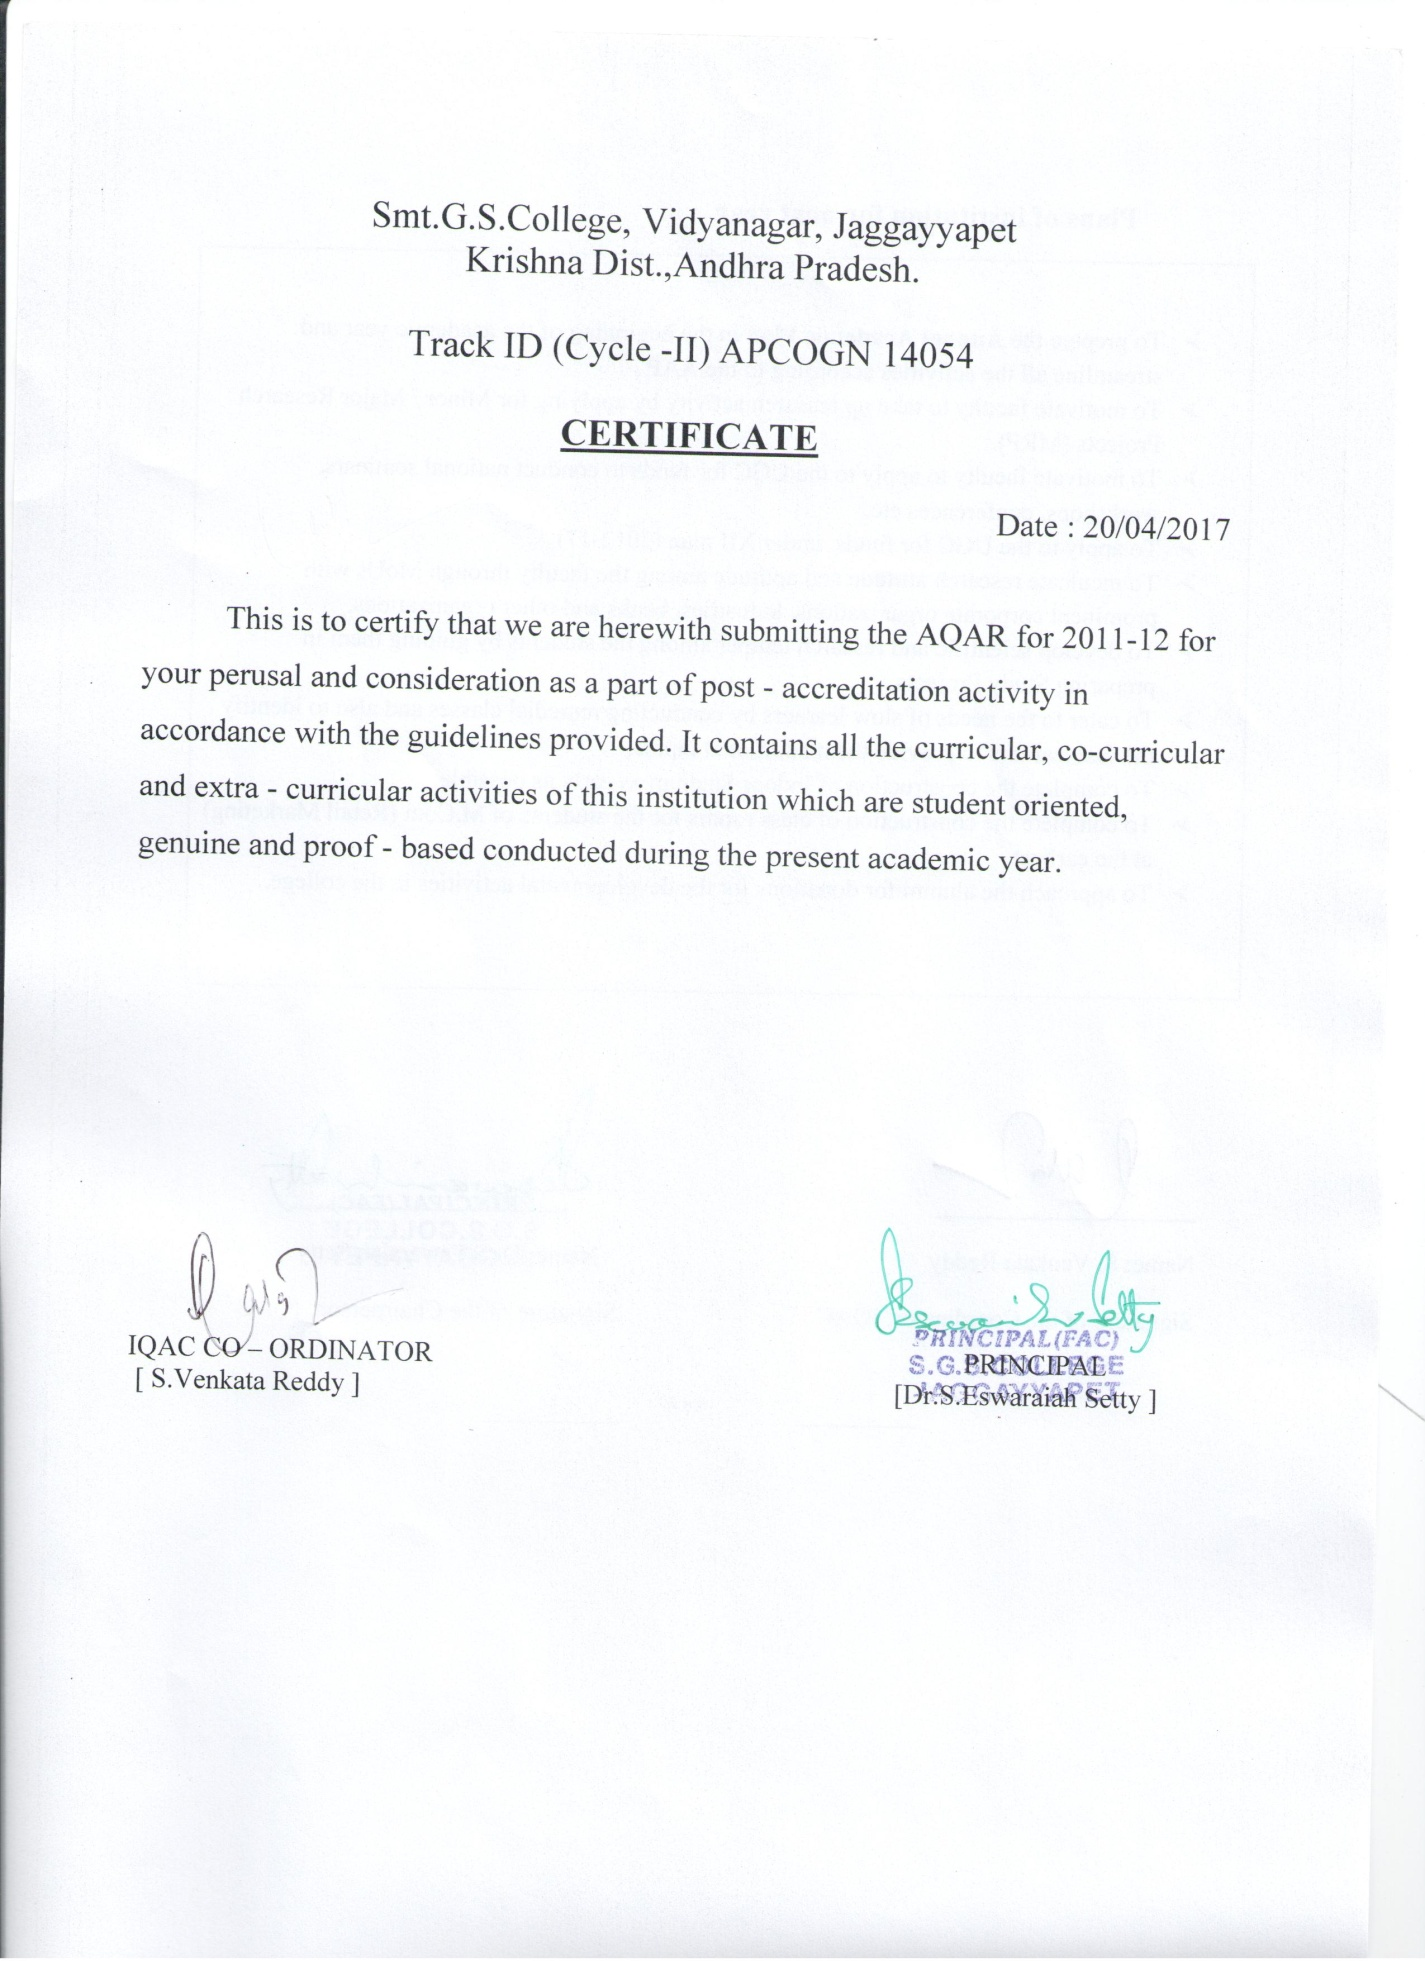 Smt.G.S.College, Vidyanagar, Jaggayyapet
Krishna Dist.,Andhra Pradesh.
Track ID (Cycle -II) APCOGN 14054
CERTIFICATE
Date : 20/04/2017
This is to certify that we are herewith submitting the AQAR for 2011-12 for
your perusal and consideration as a part of post - accreditation activity in
accordance with the guidelines provided. It contains all the curricular, co-curricular
and extra - curricular activities of this institution which are student oriented,
genuine and proof - based conducted during the present academic year.
IQAC CO – ORDINATOR
[ S.Venkata Reddy ]
PRINCIPAL(FAC)
S.G.S.COLLEGE
JAGGAYYAPET
PRINCIPAL
[Dr.S.Eswaraiah Setty ]